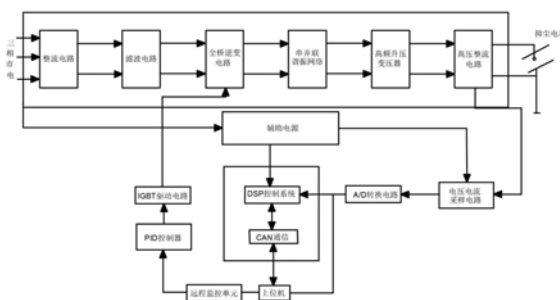 三相市电
整流电路
滤波电路
全桥逆变
电路
串并联
谐振网络
高频升压
变压器
高压整流
电路
除尘电场
辅助电源
IGBT驱动电路
DSP控制系统
A/D转换电路
电压电流
采样电路
PID控制器
CAN通信
远程监控单元
上位机